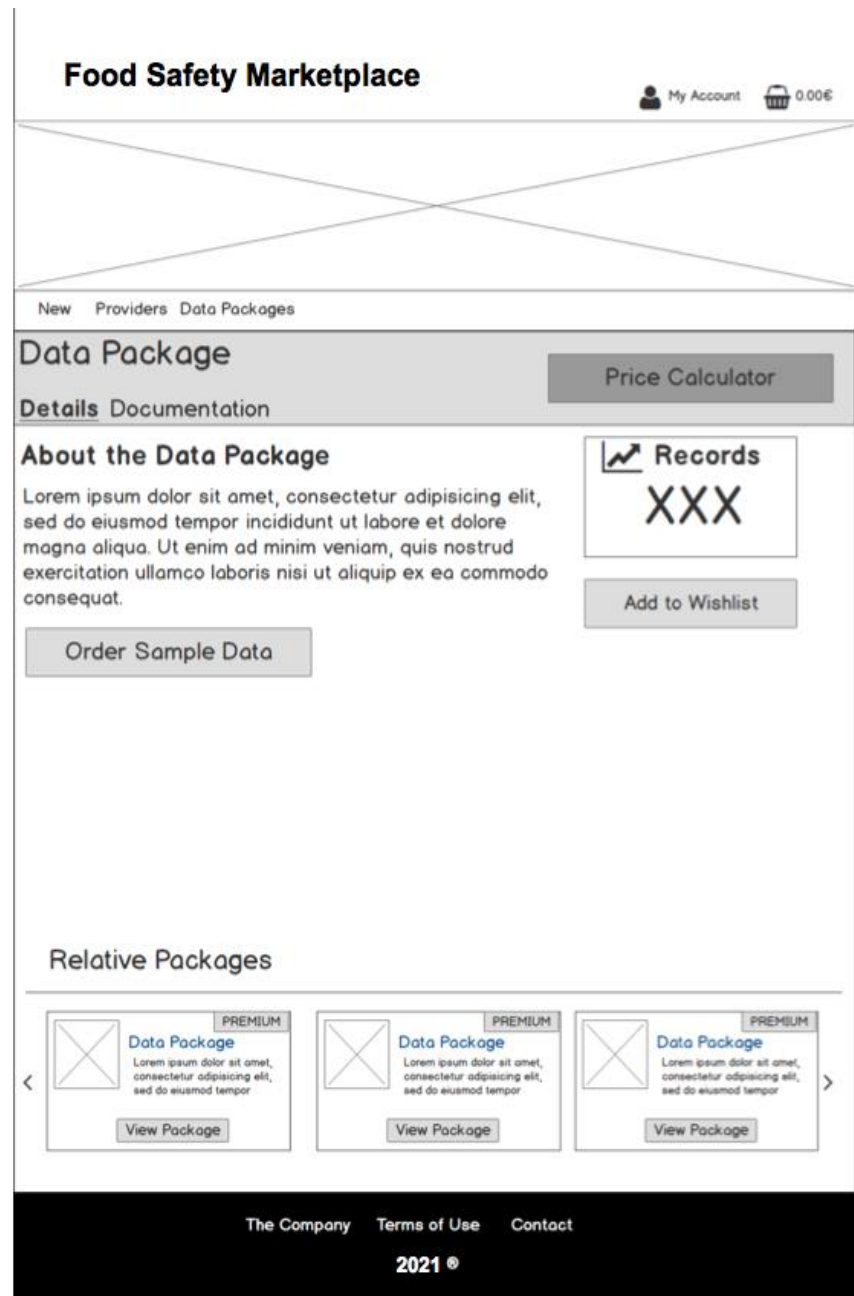 Food Safety Marketplace
My Account 0.00€
New Providers Data Packages
Data Package
Price Calculator
Details Documentation
About the Data Package
Lorem ipsum dolor sit amet, consectetur adipisicing elit,
sed do eiusmod tempor incididunt ut labore et dolore
magna aliqua. Ut enim ad minim veniam, quis nostrud
exercitation ullamco laboris nisi ut aliquip ex ea commodo
consequat.
Records
XXX
Add to Wishlist
Order Sample Data
Relative Packages
PREMIUM
Data Package
Lorem ipsum dolor sit amet,
consectetur adipisicing elit,
sed do eiusmod tempor
View Package
PREMIUM
Data Package
Lorem ipsum dolor sit amet,
consectetur adipisicing elit,
sed do eiusmod tempor
View Package
PREMIUM
Data Package
Lorem ipsum dolor sit amet,
consectetur adipisicing elit,
sed do eiusmod tempor
View Package
The Company Terms of Use Contact
2021 ®